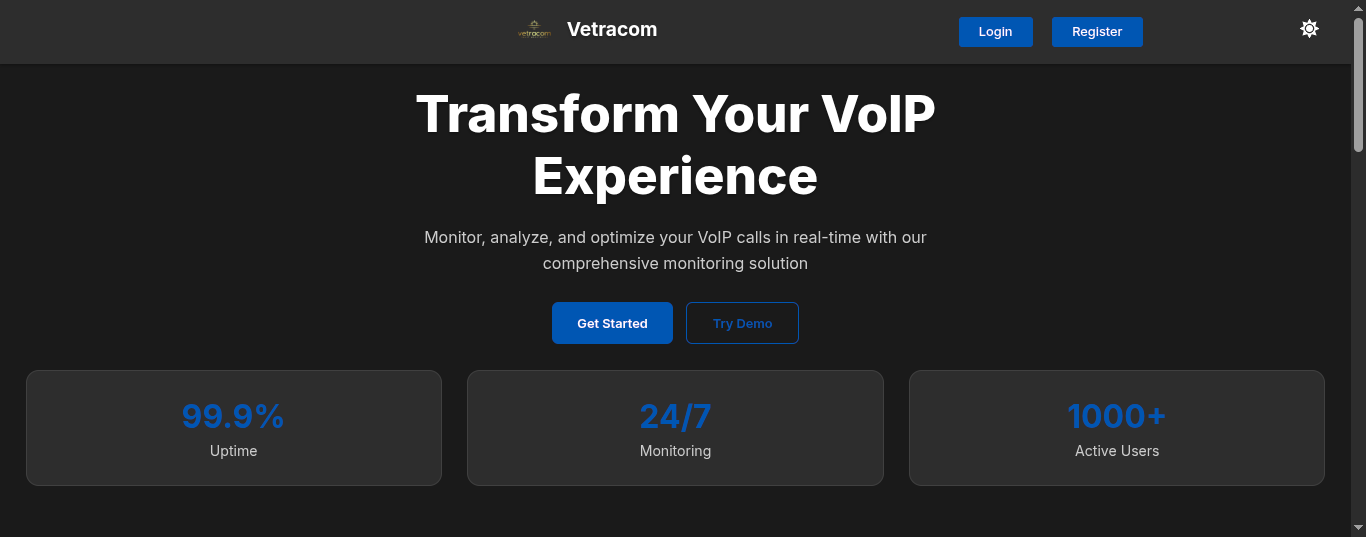 vetracom
Vetracom
Login
Register
Transform Your VoIP
Experience
Monitor, analyze, and optimize your VoIP calls in real-time with our
comprehensive monitoring solution
Get Started
Try Demo
99.9%
Uptime
24/7
Monitoring
1000+
Active Users